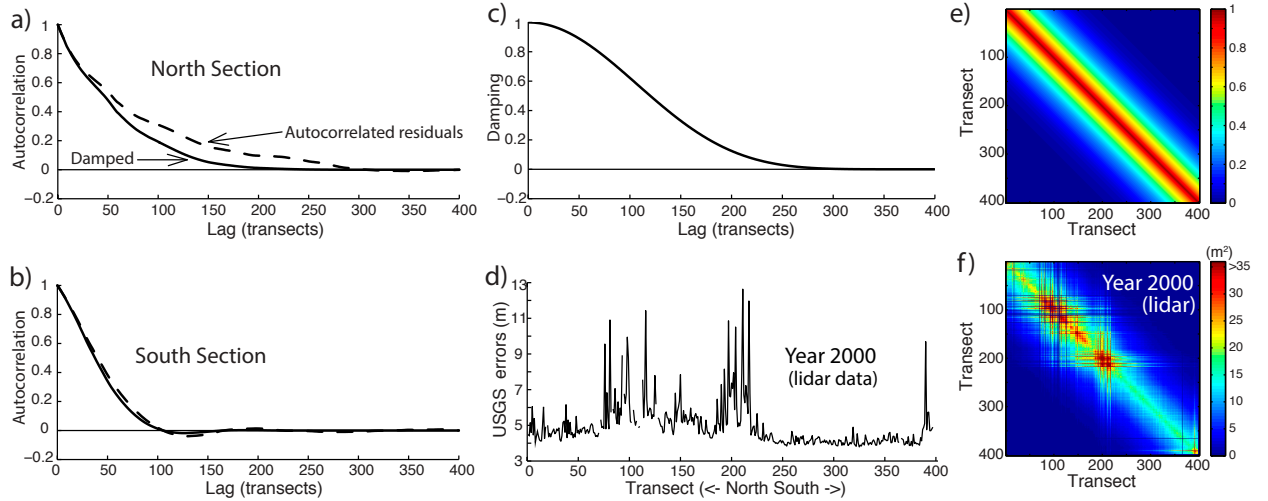 a)
1
0.8
0.6
0.4
0.2
0
−0.2
Autocorrelation
North Section
Autocorrelated residuals
Damped
0 50 100 150 200 250 300 350 400
Lag (transects)
b)
1
0.8
0.6
0.4
0.2
0
−0.2
Autocorrelation
South Section
0 50 100 150 200 250 300 350 400
Lag (transects)
c)
1
0.8
0.6
0.4
0.2
0
−0.2
Damping
0 50 100 150 200 250 300 350 400
Lag (transects)
d)
13
11
9
7
5
3
USGS errors (m)
Year 2000
(lidar data)
0 50 100 150 200 250 300 350 400
Transect (<- North South ->)
e)
100
200
300
400
Transect
100 200 300 400
Transect
1
0.8
0.6
0.4
0.2
0
f)
Year 2000
(lidar)
100
200
300
400
Transect
100 200 300 400
Transect
(m²)
>35
30
25
20
15
10
5
0